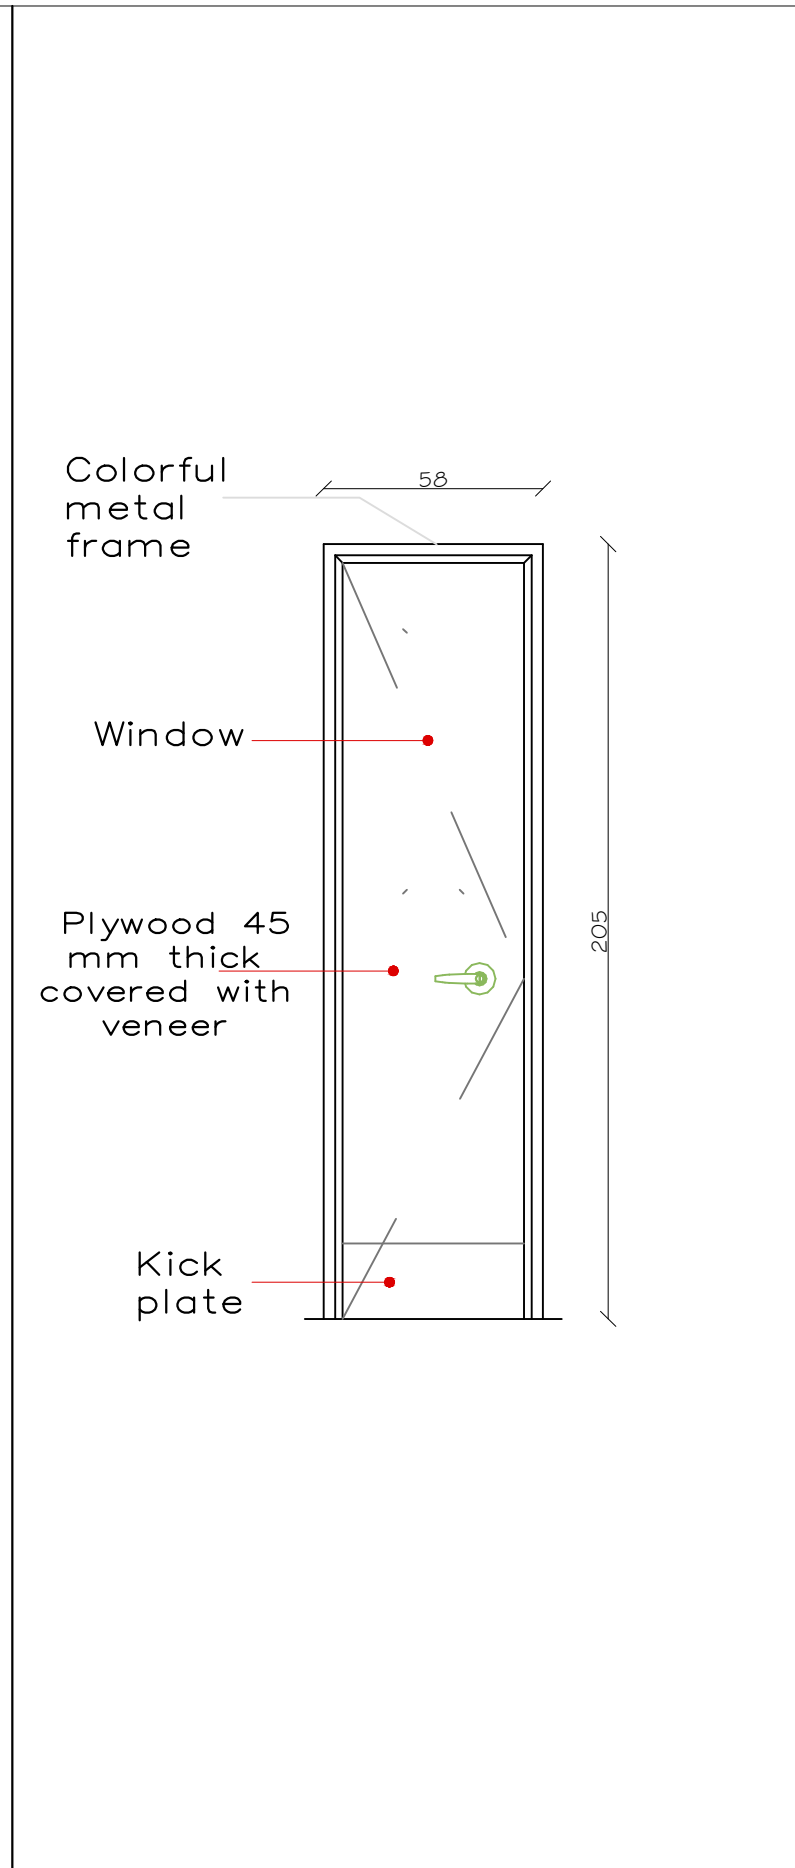 Colorful
metal
frame
58
Window
Plywood 45
mm thick
covered with
veneer
205
Kick
plate